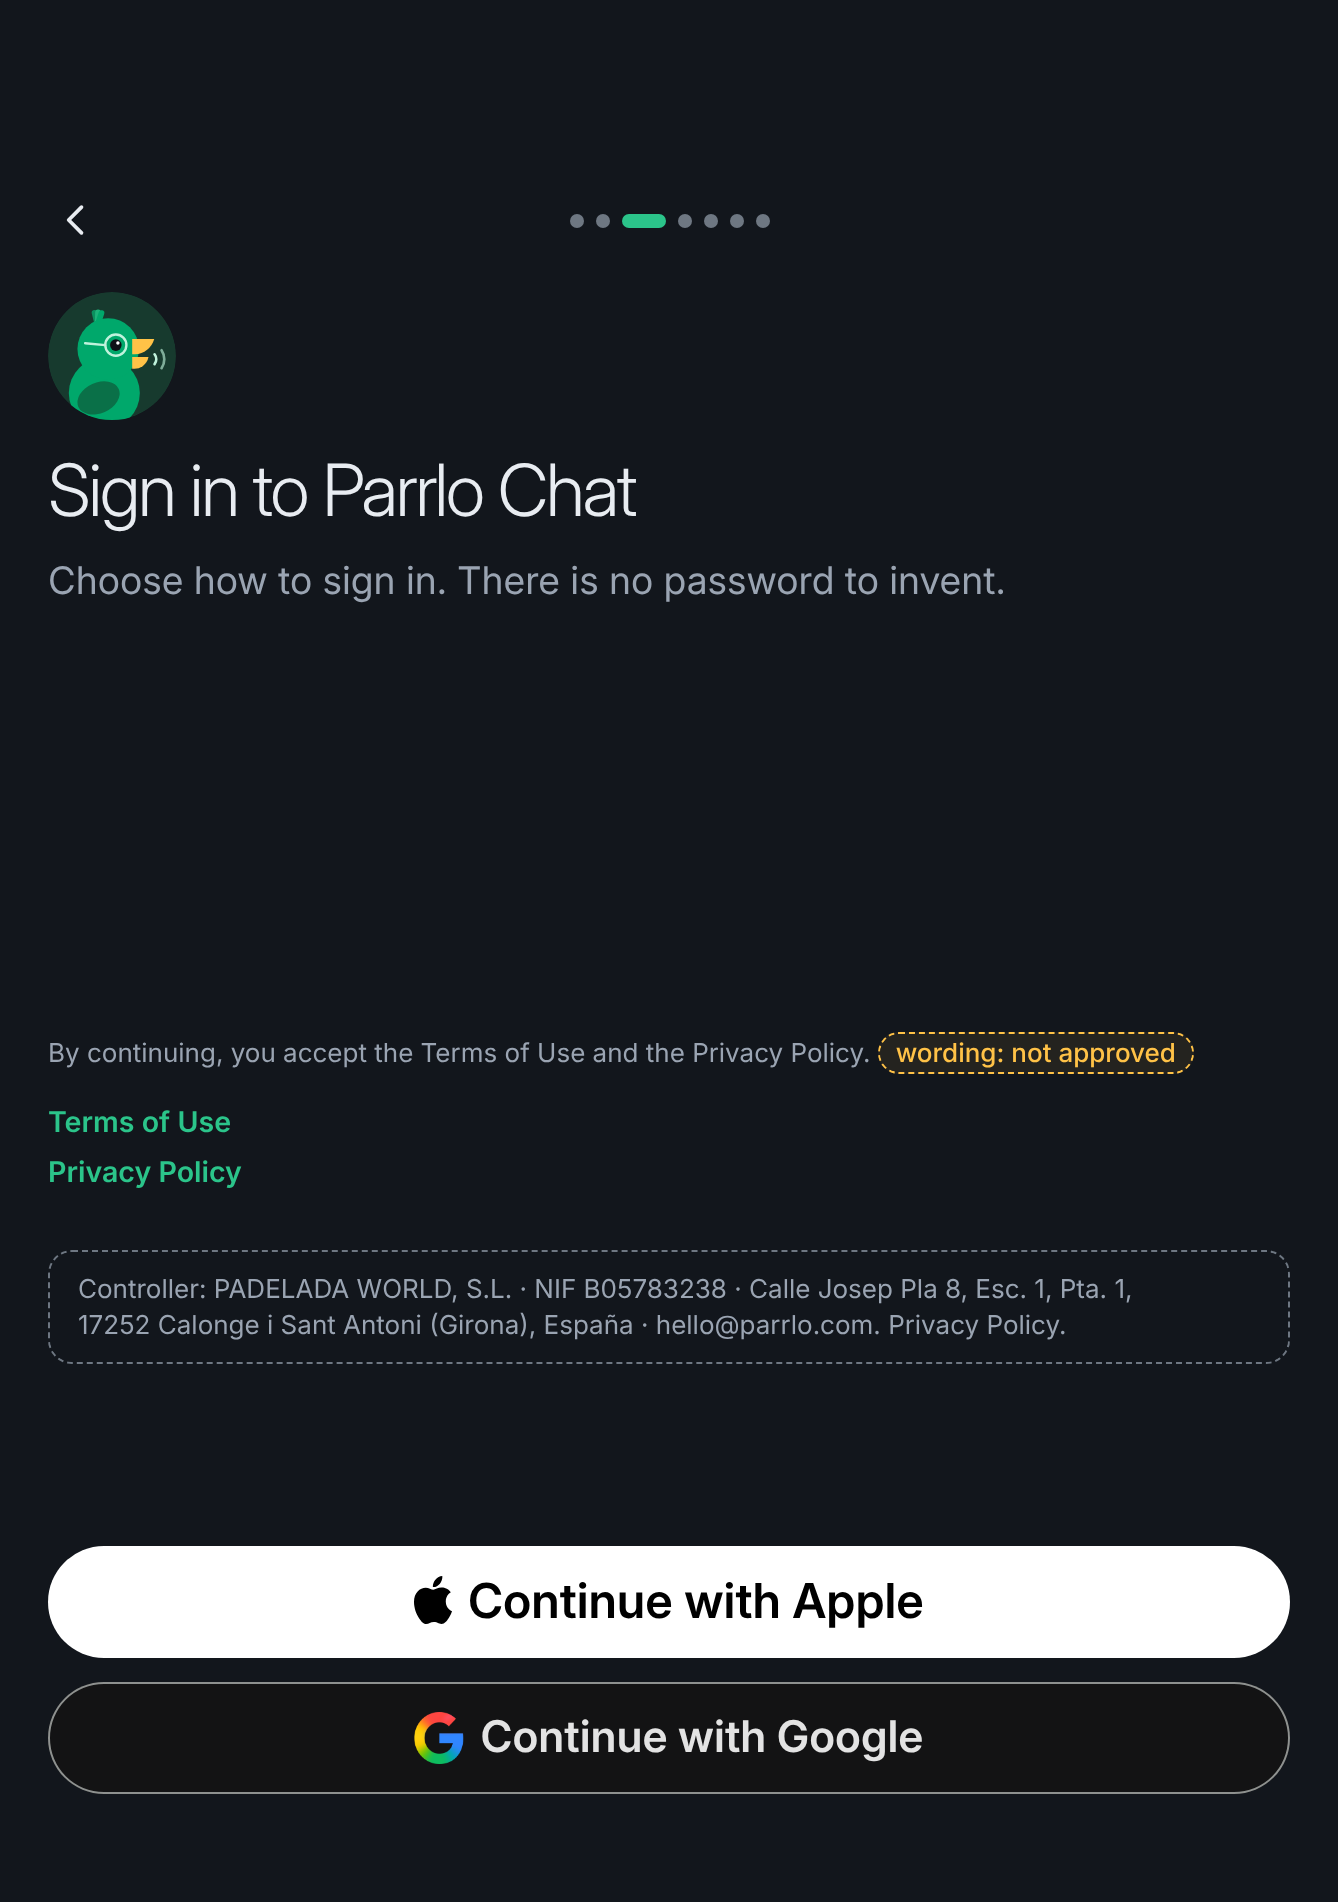 Sign in to Parrlo Chat
Choose how to sign in. There is no password to invent.
By continuing, you accept the Terms of Use and the Privacy Policy. wording: not approved
Terms of Use
Privacy Policy
Controller: PADELADA WORLD, S.L. · NIF B05783238 · Calle Josep Pla 8, Esc. 1, Pta. 1,
17252 Calonge i Sant Antoni (Girona), España · hello@parrlo.com. Privacy Policy.
Continue with Apple
Continue with Google